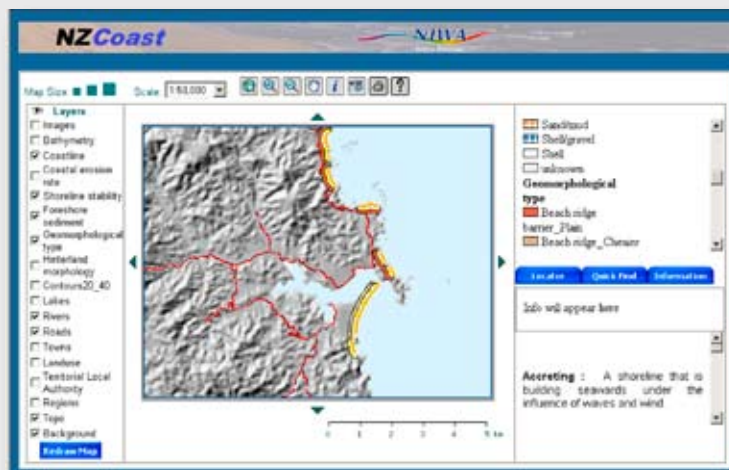 NZCoast
NIWA
Map Size
Scale 1:50,000
Layers
Images
Bathymetry
Coastline
Coastal erosion
rate
Shoreline stability
Foreshore
sediment
Geomorphological
type
Hinterland
morphology
Contours20_40
Lakes
Rivers
Roads
Towns
Landuse
Territorial Local
Authority
Regions
Topo
Background
Redraw Map
0 1 2 3 4 5 km
Sand/mud
Shell/gravel
Shell
unknown
Geomorphological
type
Beach ridge
barrier_Plain
Beach ridge_Chenier
Locator
Quick Find
Information
Info will appear here
Accreting : A shoreline that is
building seawards under the
influence of waves and wind